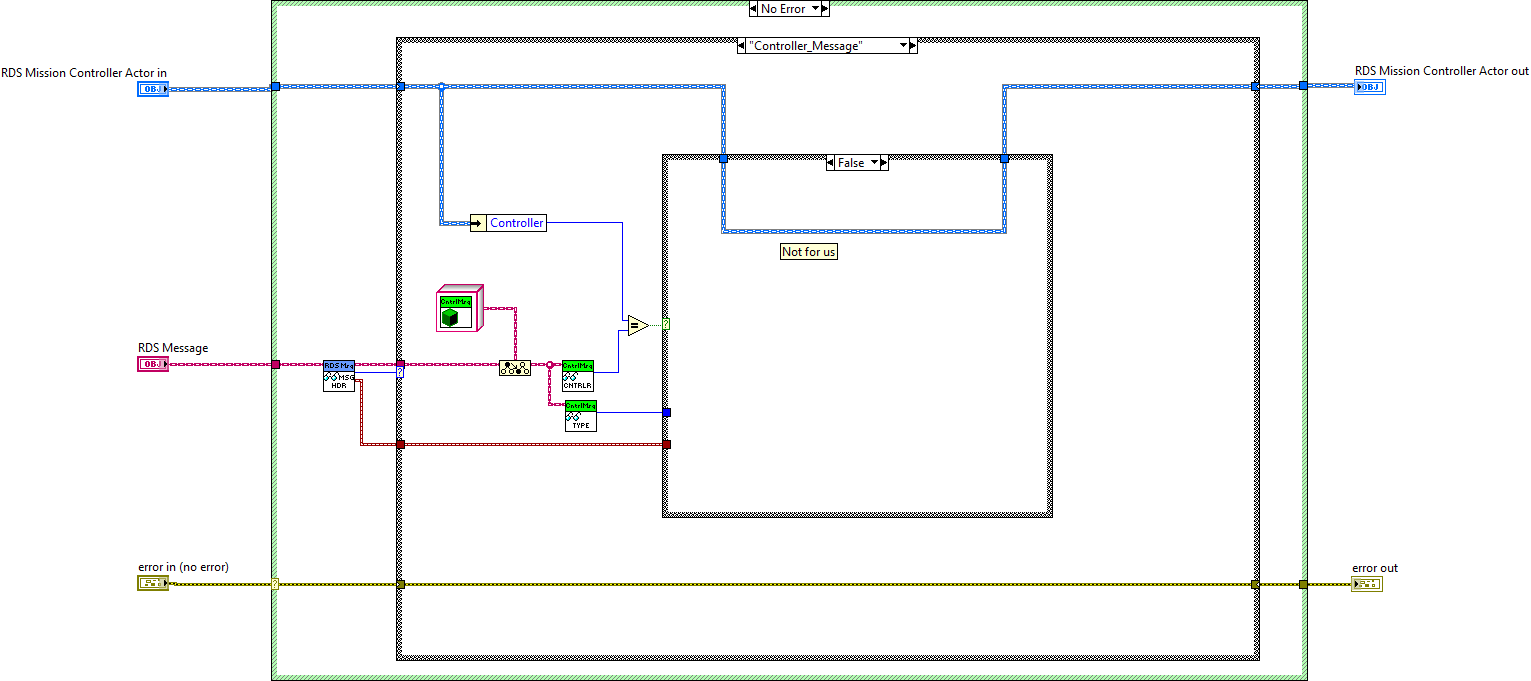 No Error
"Controller_Message"
RDS Mission Controller Actor in
OBJ
RDS Mission Controller Actor out
OBJ
False
Controller
Not for us
CntrlMsg
RDS Message
OBJ
RDS Msg
MSG
HDR
CntrlMsg
CNTRLR
CntrlMsg
TYPE
error in (no error)
error out